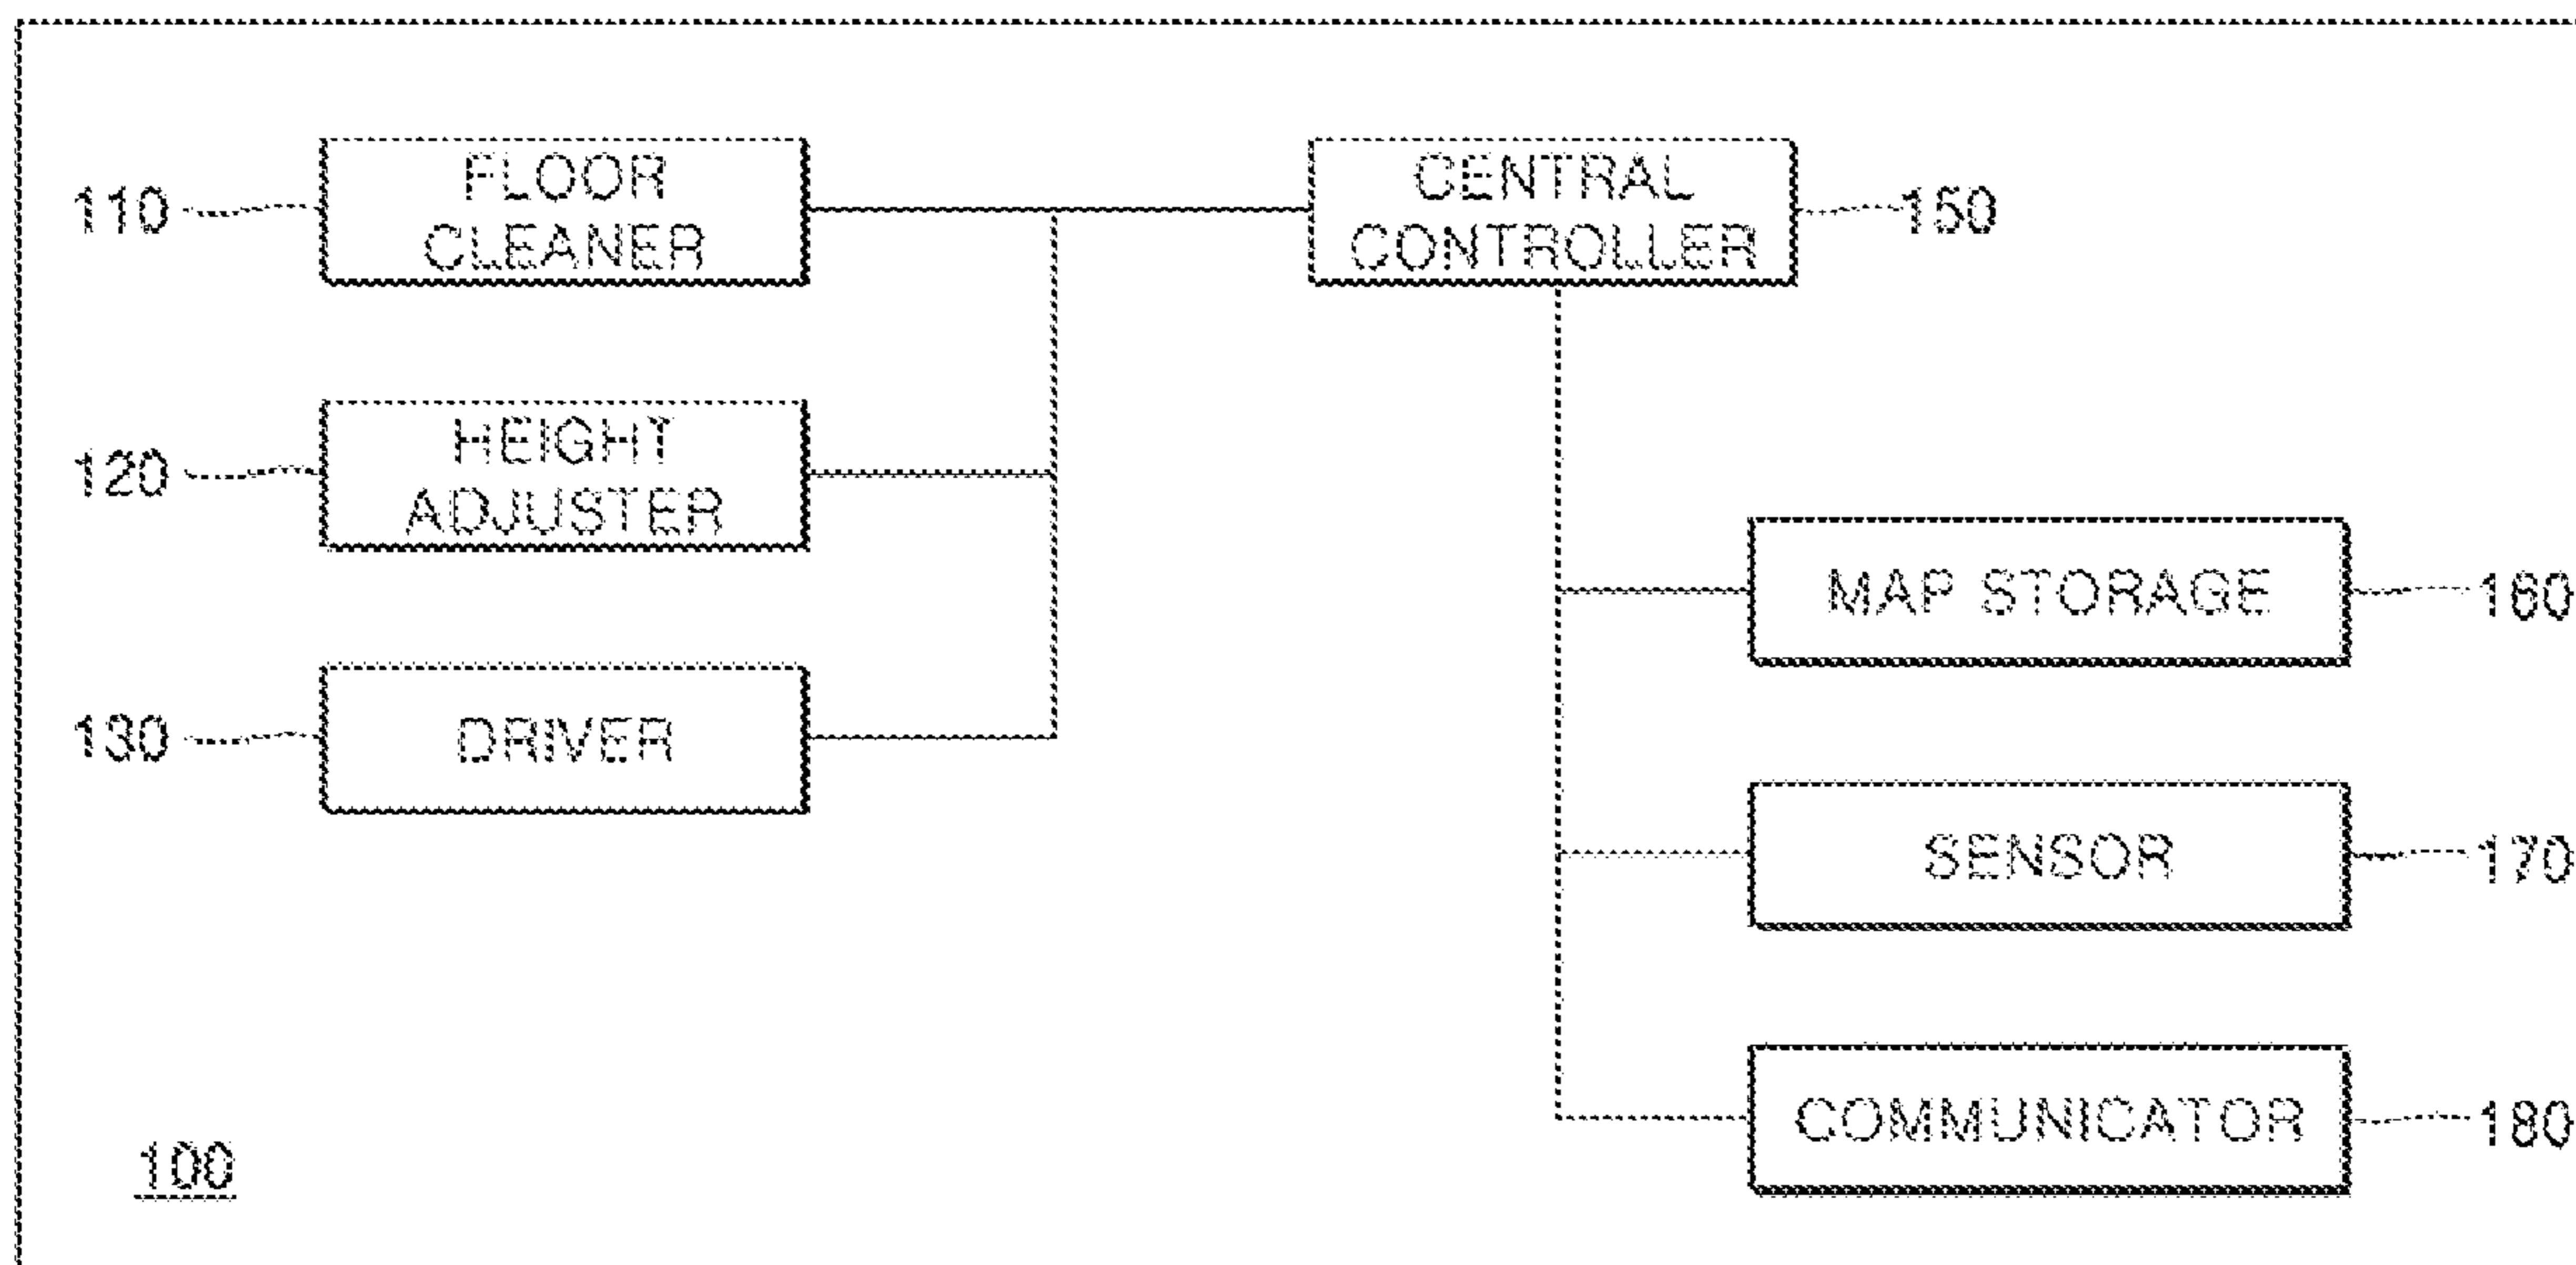 110
FLOOR
CLEANER
CENTRAL
CONTROLLER
150
120
HEIGHT
ADJUSTER
MAP STORAGE
160
130
DRIVER
SENSOR
170
COMMUNICATOR
180
100